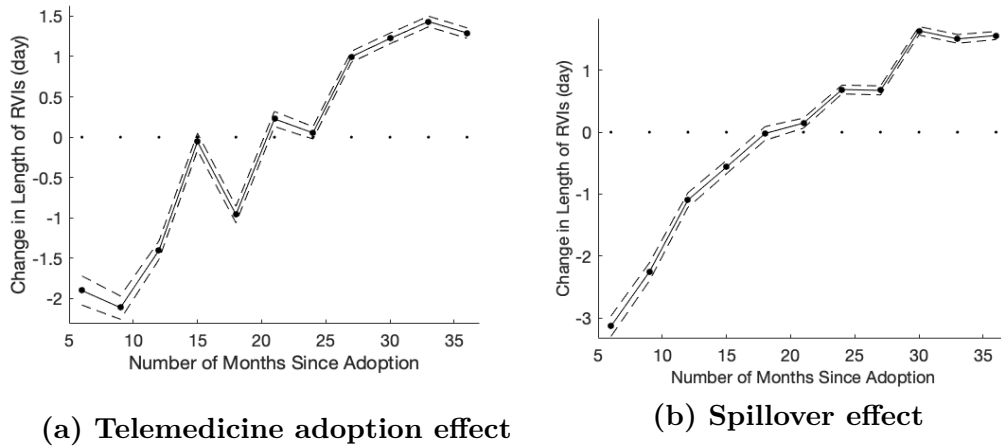 Change in Length of RVIs (day)
1.5
1
0.5
0
-0.5
-1
-1.5
-2
5 10 15 20 25 30 35
Number of Months Since Adoption
(a) Telemedicine adoption effect
Change in Length of RVIs (day)
1
0
-1
-2
-3
5 10 15 20 25 30 35
Number of Months Since Adoption
(b) Spillover effect